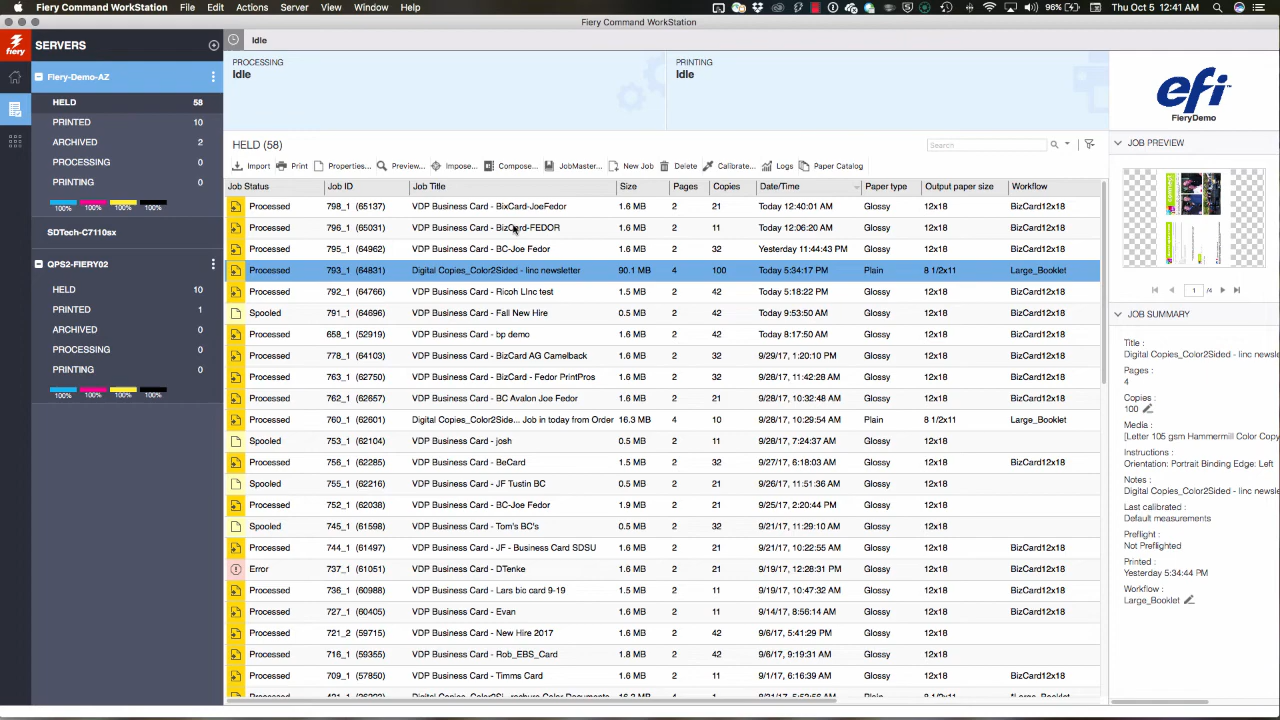 Fiery Command WorkStation File Edit Actions Server View Window Help 96% Thu Oct 5 12:41 AM
Fiery Command WorkStation
fiery SERVERS
Idle
Fiery-Demo-AZ
HELD 58
PRINTED 10
ARCHIVED 2
PROCESSING 0
PRINTING 0
100% 100% 100% 100%
SDTech-C7110sx
QPS2-FIERY02
HELD 10
PRINTED 1
ARCHIVED 0
PROCESSING 0
PRINTING 0
100% 100% 100% 100%
PROCESSING
Idle
PRINTING
Idle
HELD (58)
Search
Import Print Properties... Preview... Impose... Compose... JobMaster... New Job Delete Calibrate... Logs Paper Catalog
Job Status Job ID Job Title Size Pages Copies Date/Time Paper type Output paper size Workflow
Processed 798_1 (65137) VDP Business Card - BixCard-JoeFedor 1.6 MB 2 21 Today 12:40:01 AM Glossy 12x18 BizCard12x18
Processed 796_1 (65031) VDP Business Card - BizCard-FEDOR 1.6 MB 2 11 Today 12:06:20 AM Glossy 12x18 BizCard12x18
Processed 795_1 (64962) VDP Business Card - BC-Joe Fedor 1.6 MB 2 32 Yesterday 11:44:43 PM Glossy 12x18 BizCard12x18
Processed 793_1 (64831) Digital Copies_Color2Sided - linc newsletter 90.1 MB 4 100 Today 5:34:17 PM Plain 8 1/2x11 Large_Booklet
Processed 792_1 (64766) VDP Business Card - Ricoh LInc test 1.5 MB 2 42 Today 5:18:22 PM Glossy 12x18 BizCard12x18
Spooled 791_1 (64696) VDP Business Card - Fall New Hire 0.5 MB 2 42 Today 9:53:50 AM Glossy 12x18 BizCard12x18
Processed 658_1 (52919) VDP Business Card - bp demo 1.6 MB 2 42 Today 8:17:50 AM Glossy 12x18 BizCard12x18
Processed 778_1 (64103) VDP Business Card - BizCard AG Camelback 1.6 MB 2 32 9/29/17, 1:20:10 PM Glossy 12x18 BizCard12x18
Processed 763_1 (62750) VDP Business Card - BizCard - Fedor PrintPros 1.6 MB 2 32 9/28/17, 11:42:28 AM Glossy 12x18 BizCard12x18
Processed 762_1 (62657) VDP Business Card - BC Avalon Joe Fedor 1.6 MB 2 42 9/28/17, 10:32:48 AM Glossy 12x18 BizCard12x18
Processed 760_1 (62601) Digital Copies_Color2Side... Job in today from Order 16.3 MB 4 10 9/28/17, 10:29:54 AM Plain 8 1/2x11 Large_Booklet
Spooled 753_1 (62104) VDP Business Card - josh 0.5 MB 2 42 9/28/17, 7:24:37 AM Glossy 12x18
Processed 756_1 (62285) VDP Business Card - BeCard 1.5 MB 2 32 9/27/17, 6:18:03 AM Glossy 12x18 BizCard12x18
Spooled 755_1 (62216) VDP Business Card - JF Tustin BC 0.5 MB 2 32 9/26/17, 11:51:36 AM Glossy 12x18
Processed 752_1 (62038) VDP Business Card - BC-Joe Fedor 1.9 MB 2 42 9/25/17, 2:20:44 PM Glossy 12x18 BizCard12x18
Spooled 745_1 (61598) VDP Business Card - Tom's BC's 0.5 MB 2 32 9/21/17, 11:29:10 AM Glossy 12x18
Processed 744_1 (61497) VDP Business Card - JF - Business Card SDSU 1.6 MB 2 21 9/21/17, 10:22:55 AM Glossy 12x18 BizCard12x18
Error 737_1 (61051) VDP Business Card - DTenke 1.6 MB 2 21 9/19/17, 12:28:31 PM Glossy 12x18 BizCard12x18
Processed 736_1 (60988) VDP Business Card - Lars bic card 9-19 1.5 MB 2 11 9/19/17, 10:47:32 AM Glossy 12x18 BizCard12x18
Processed 727_1 (60405) VDP Business Card - Evan 1.6 MB 2 11 9/14/17, 8:56:34 AM Glossy 12x18 BizCard12x18
Processed 721_2 (59715) VDP Business Card - New Hire 2017 1.6 MB 2 42 9/6/17, 5:41:29 PM Glossy 12x18 BizCard12x18
Processed 716_1 (59355) VDP Business Card - Rob_EBS_Card 1.8 MB 2 42 9/6/17, 9:19:31 AM Glossy 12x18
Processed 709_1 (57850) VDP Business Card - Timms Card 1.6 MB 2 11 9/1/17, 6:16:39 AM Glossy 12x18 BizCard12x18
efi
FieryDemo
JOB PREVIEW
connect
1 /4
JOB SUMMARY
Title :
Digital Copies_Color2Sided - linc newsletter
Pages :
4
Copies :
100
Media :
[Letter 105 gsm Hammermill Color Copy
Instructions :
Orientation: Portrait Binding Edge: Left
Notes :
Digital Copies_Color2Sided - linc newsle
Last calibrated :
Default measurements
Preflight :
Not Preflighted
Printed :
Yesterday 5:34:44 PM
Workflow :
Large_Booklet